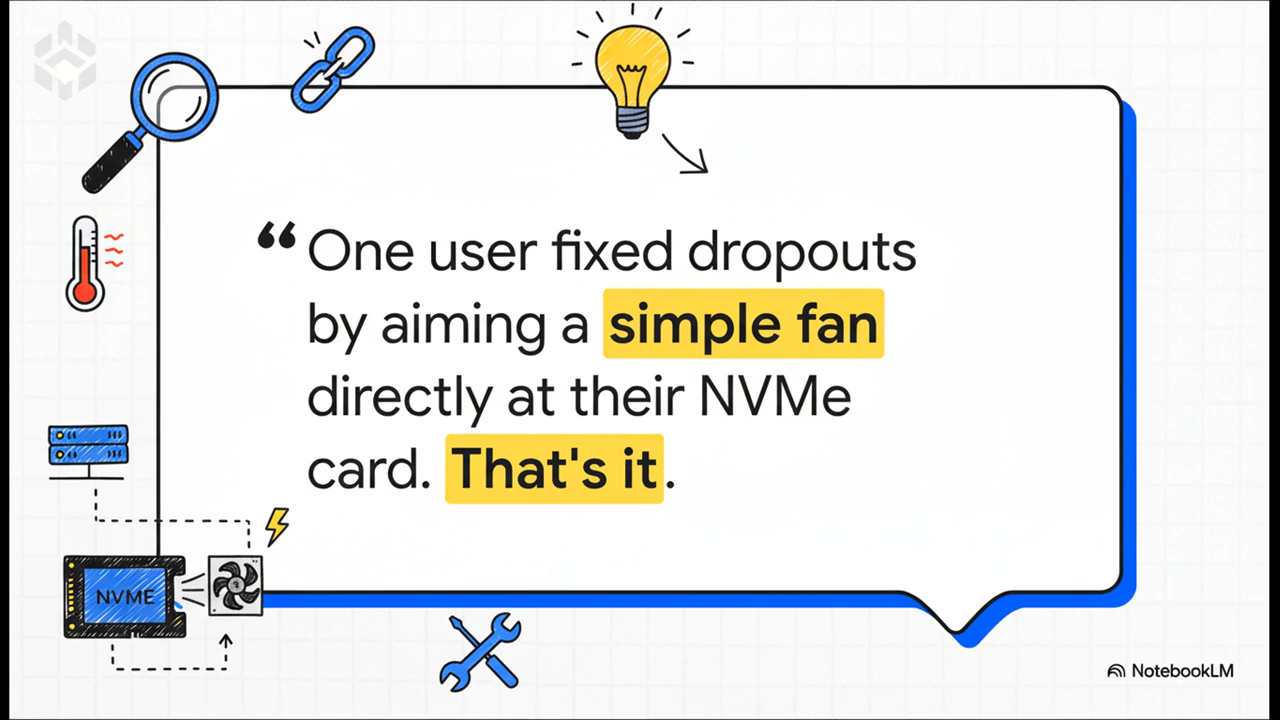 “One user fixed dropouts
by aiming a simple fan
directly at their NVMe
card. That's it.
NVME
NotebookLM